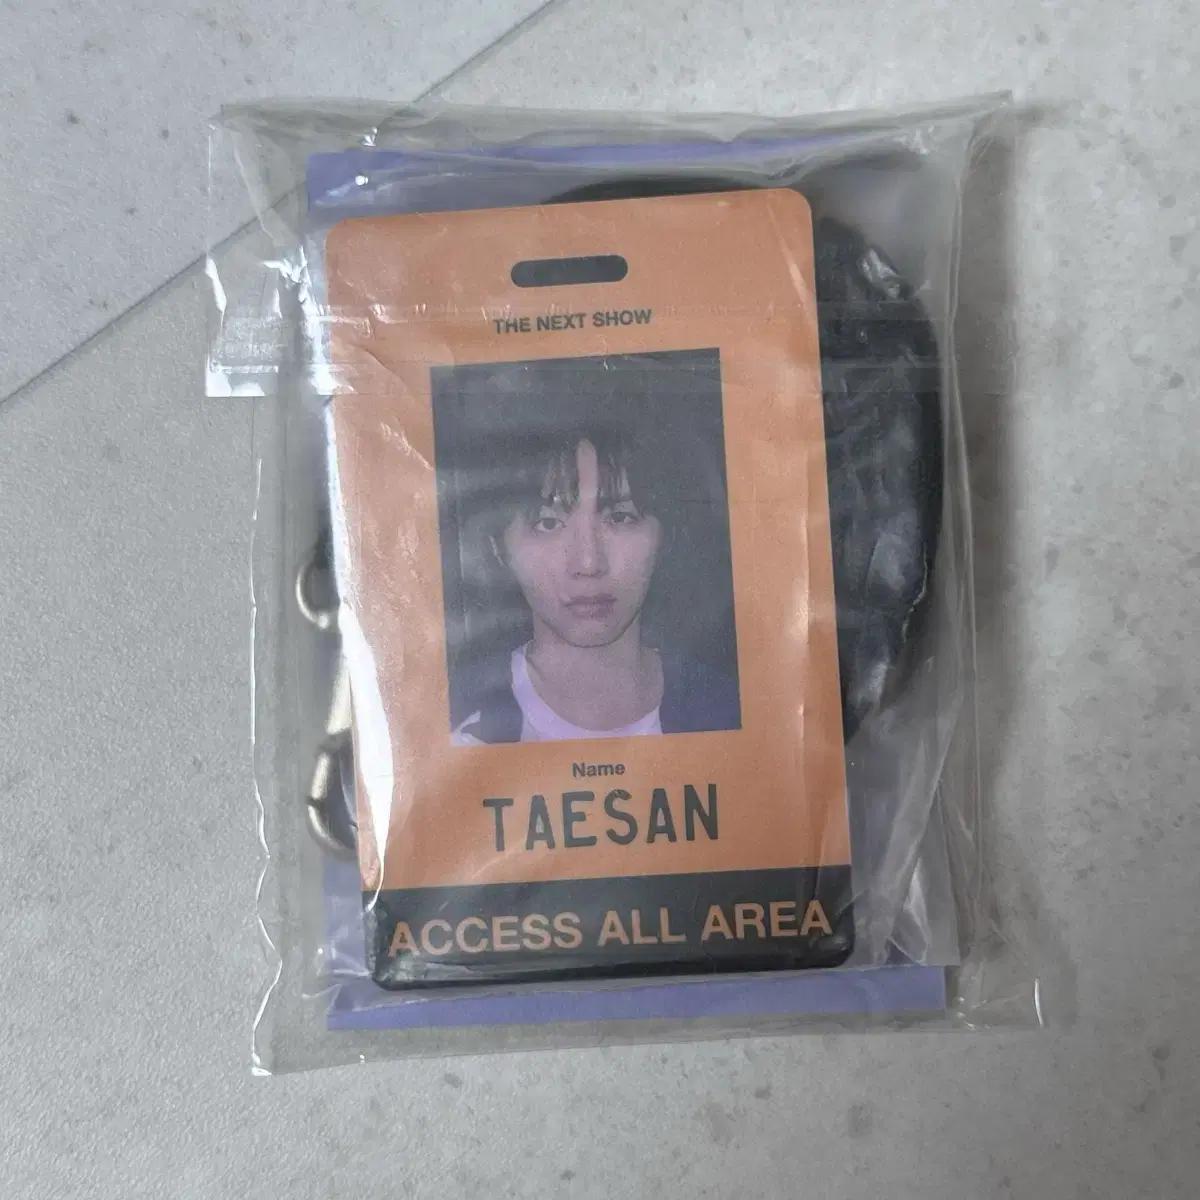 THE NEXT SHOW
Name
TAESAN
ACCESS ALL AREA